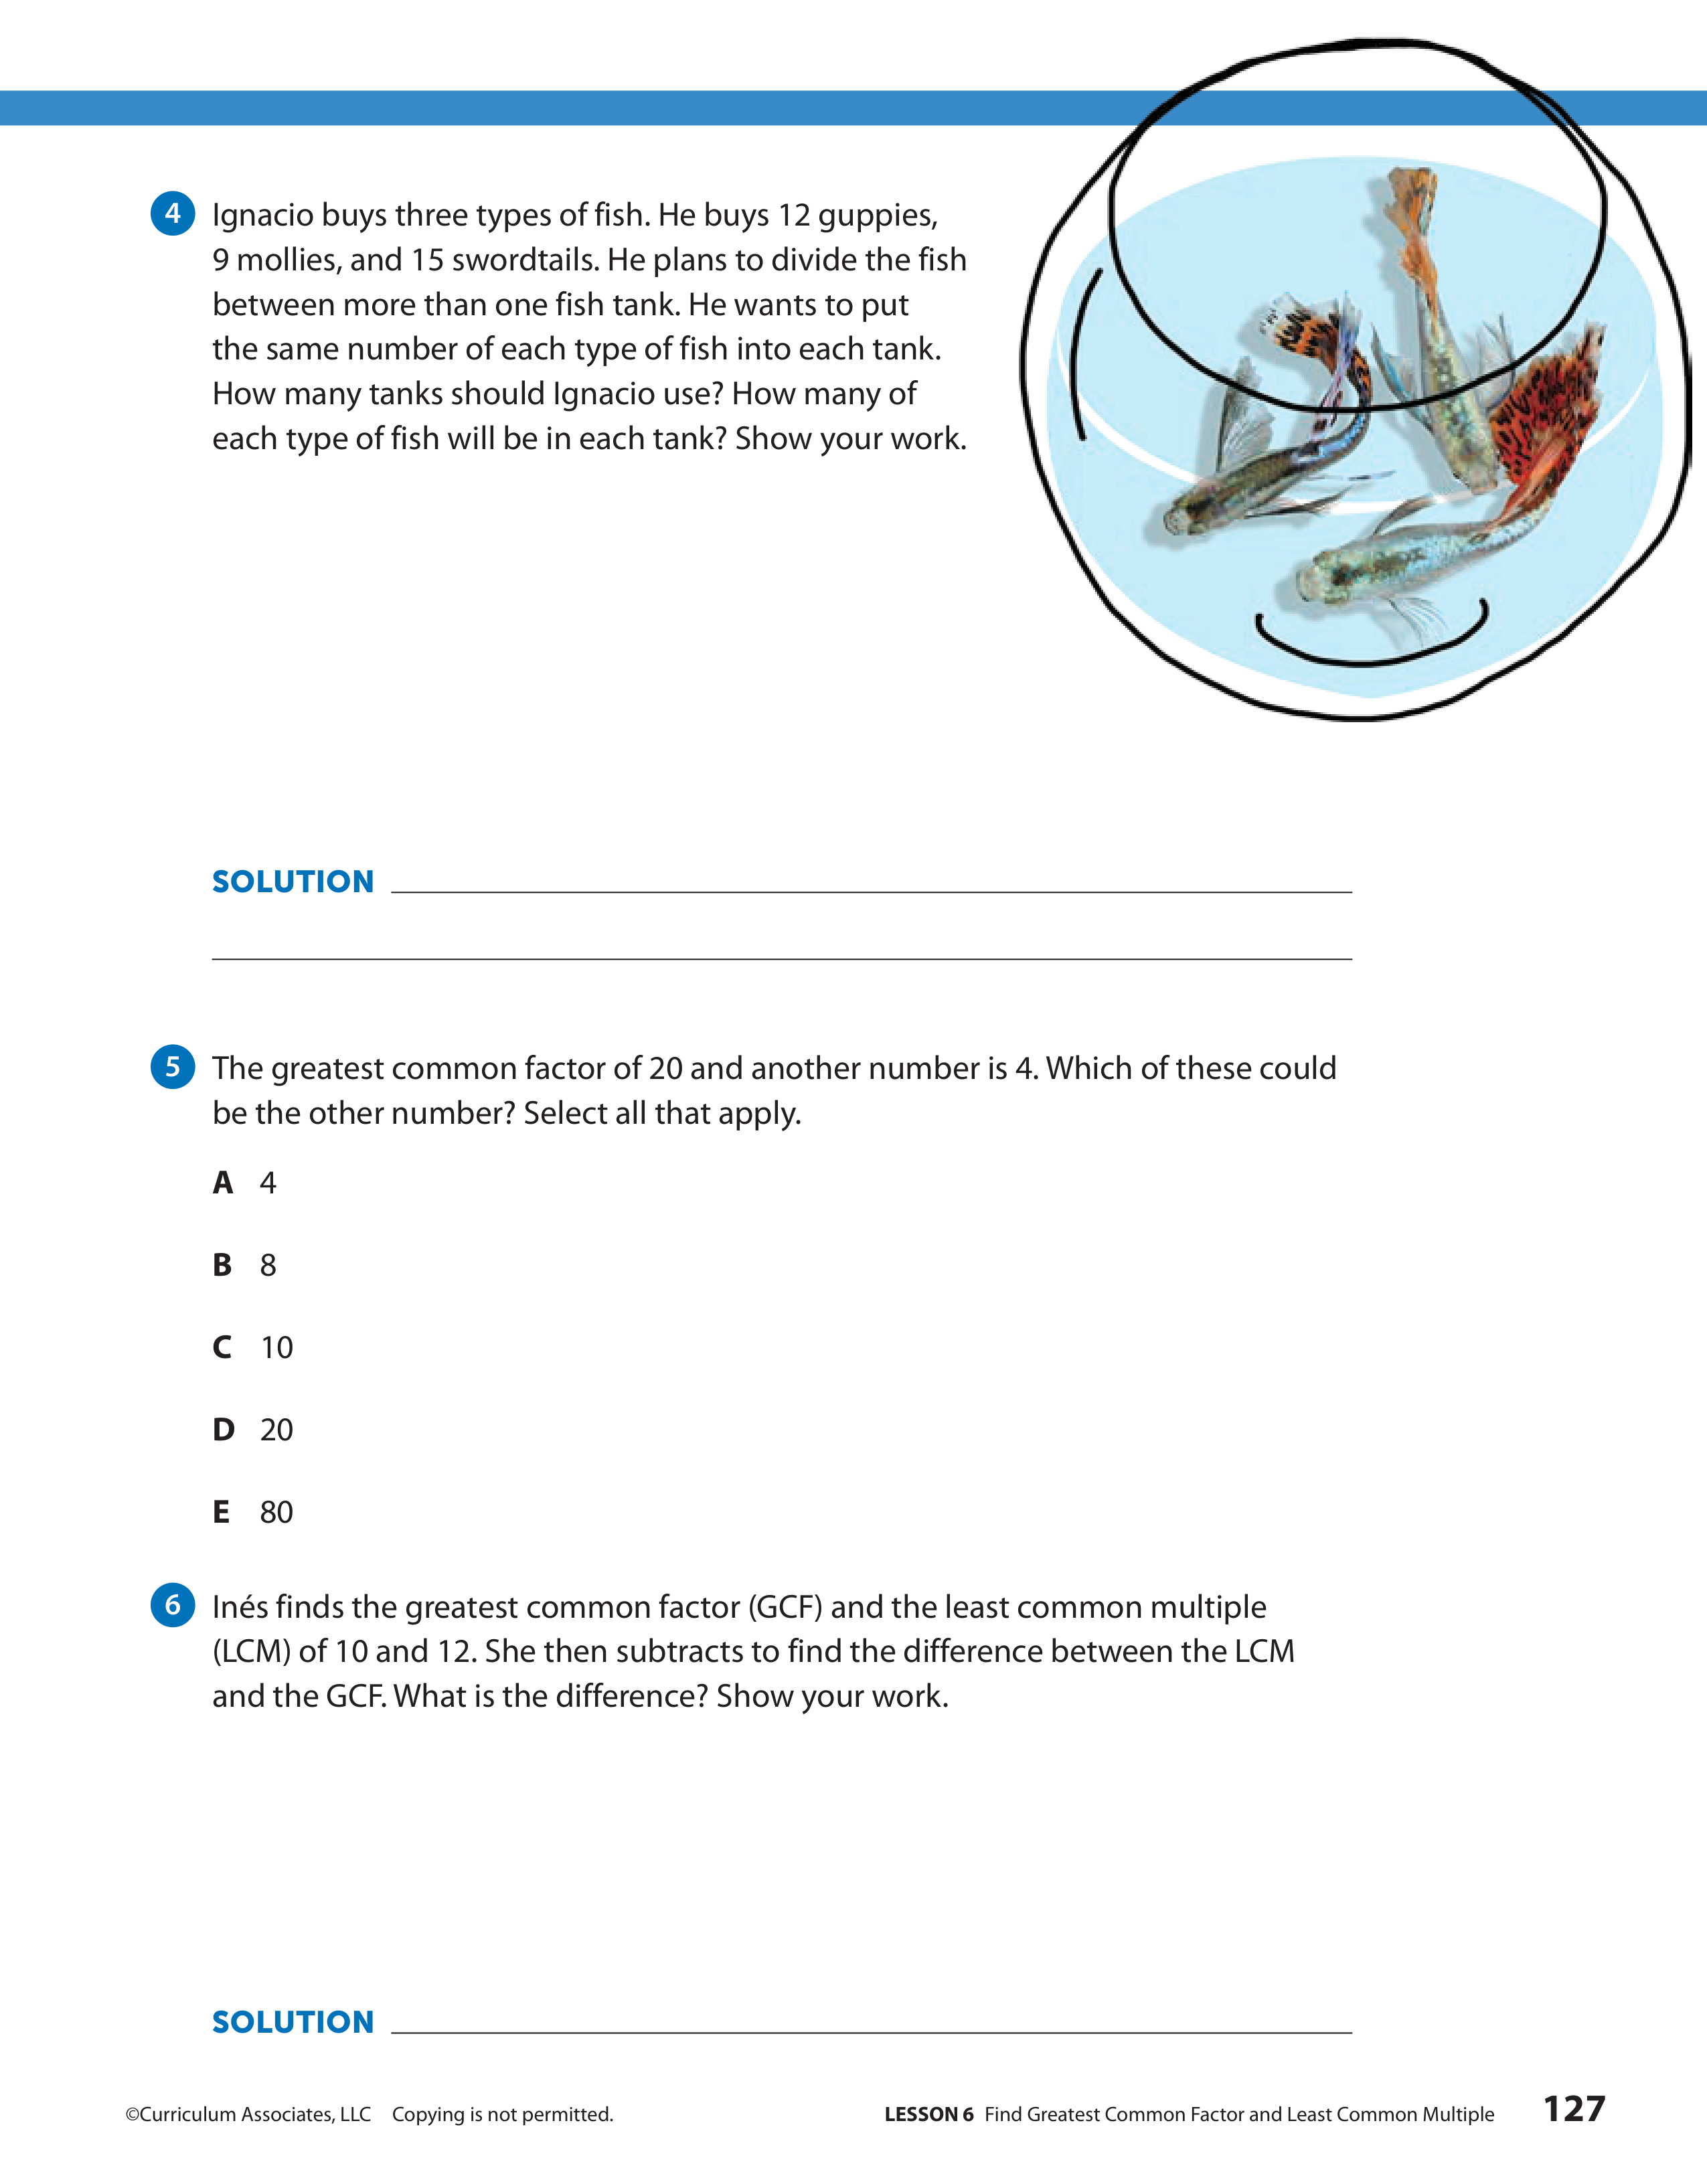 4 Ignacio buys three types of fish. He buys 12 guppies,
9 mollies, and 15 swordtails. He plans to divide the fish
between more than one fish tank. He wants to put
the same number of each type of fish into each tank.
How many tanks should Ignacio use? How many of
each type of fish will be in each tank? Show your work.
SOLUTION
5 The greatest common factor of 20 and another number is 4. Which of these could
be the other number? Select all that apply.
A 4
B 8
C 10
D 20
E 80
6 Inés finds the greatest common factor (GCF) and the least common multiple
(LCM) of 10 and 12. She then subtracts to find the difference between the LCM
and the GCF. What is the difference? Show your work.
SOLUTION
©Curriculum Associates, LLC Copying is not permitted. LESSON 6 Find Greatest Common Factor and Least Common Multiple 127